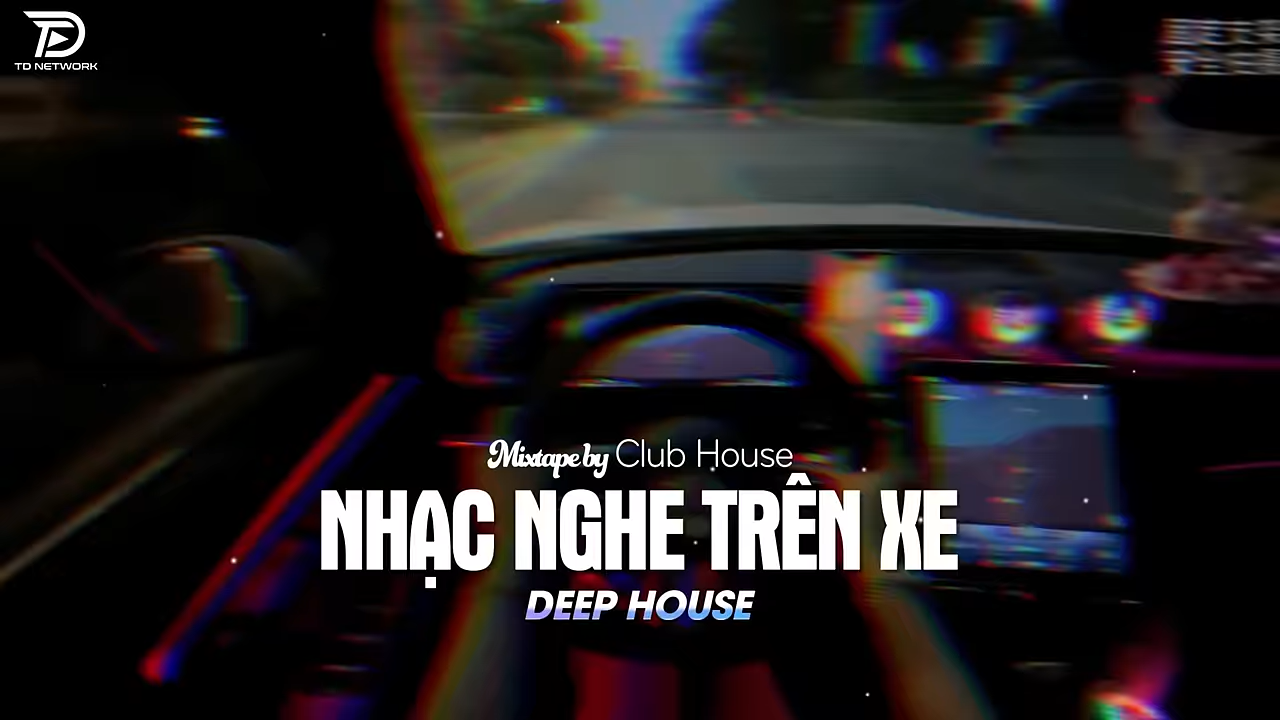 TD NETWORK
Mixtape by Club House
NHẠC NGHE TRÊN XE
DEEP HOUSE